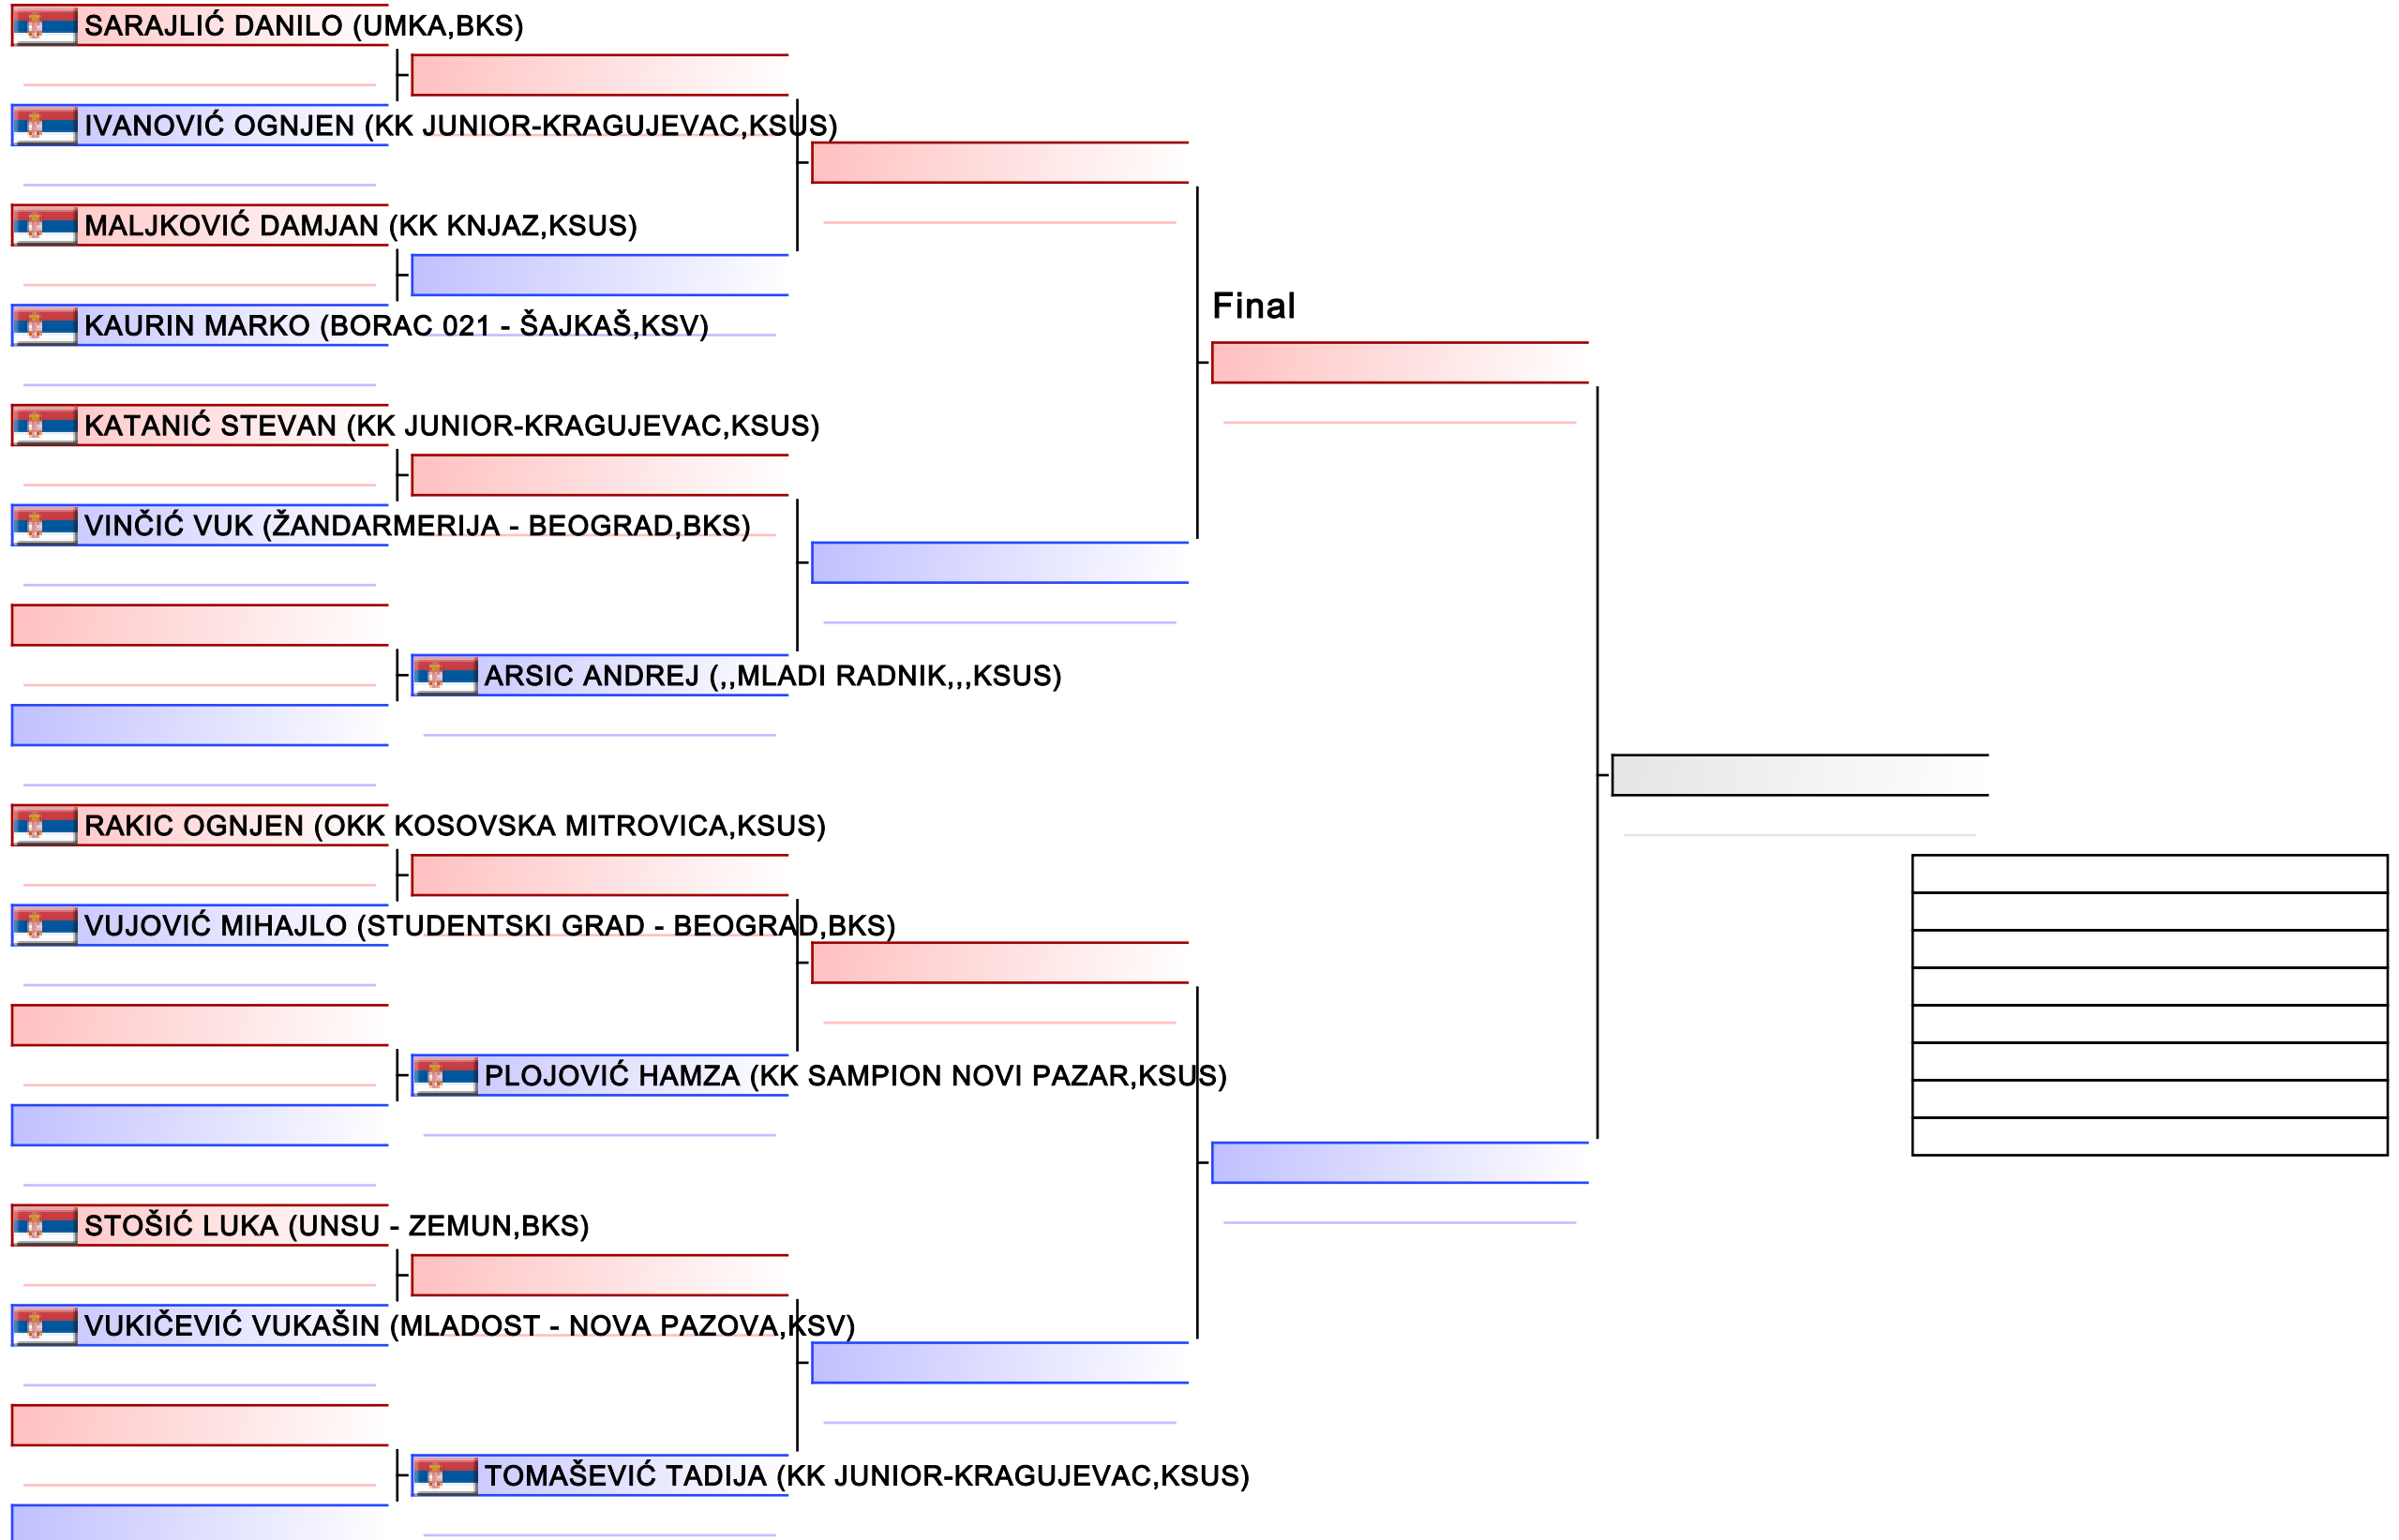 SARAJLIĆ DANILO (UMKA,BKS)
IVANOVIĆ OGNJEN (KK JUNIOR-KRAGUJEVAC,KSUS)
MALJKOVIĆ DAMJAN (KK KNJAZ,KSUS)
Final
KAURIN MARKO (BORAC 021 - ŠAJKAŠ,KSV)
KATANIĆ STEVAN (KK JUNIOR-KRAGUJEVAC,KSUS)
VINČIĆ VUK (ŽANDARMERIJA - BEOGRAD,BKS)
ARSIC ANDREJ (,,MLADI RADNIK,,,KSUS)
RAKIC OGNJEN (OKK KOSOVSKA MITROVICA,KSUS)
VUJOVIĆ MIHAJLO (STUDENTSKI GRAD - BEOGRAD,BKS)
PLOJOVIĆ HAMZA (KK SAMPION NOVI PAZAR,KSUS)
STOŠIĆ LUKA (UNSU - ZEMUN,BKS)
VUKIČEVIĆ VUKAŠIN (MLADOST - NOVA PAZOVA,KSV)
TOMAŠEVIĆ TADIJA (KK JUNIOR-KRAGUJEVAC,KSUS)